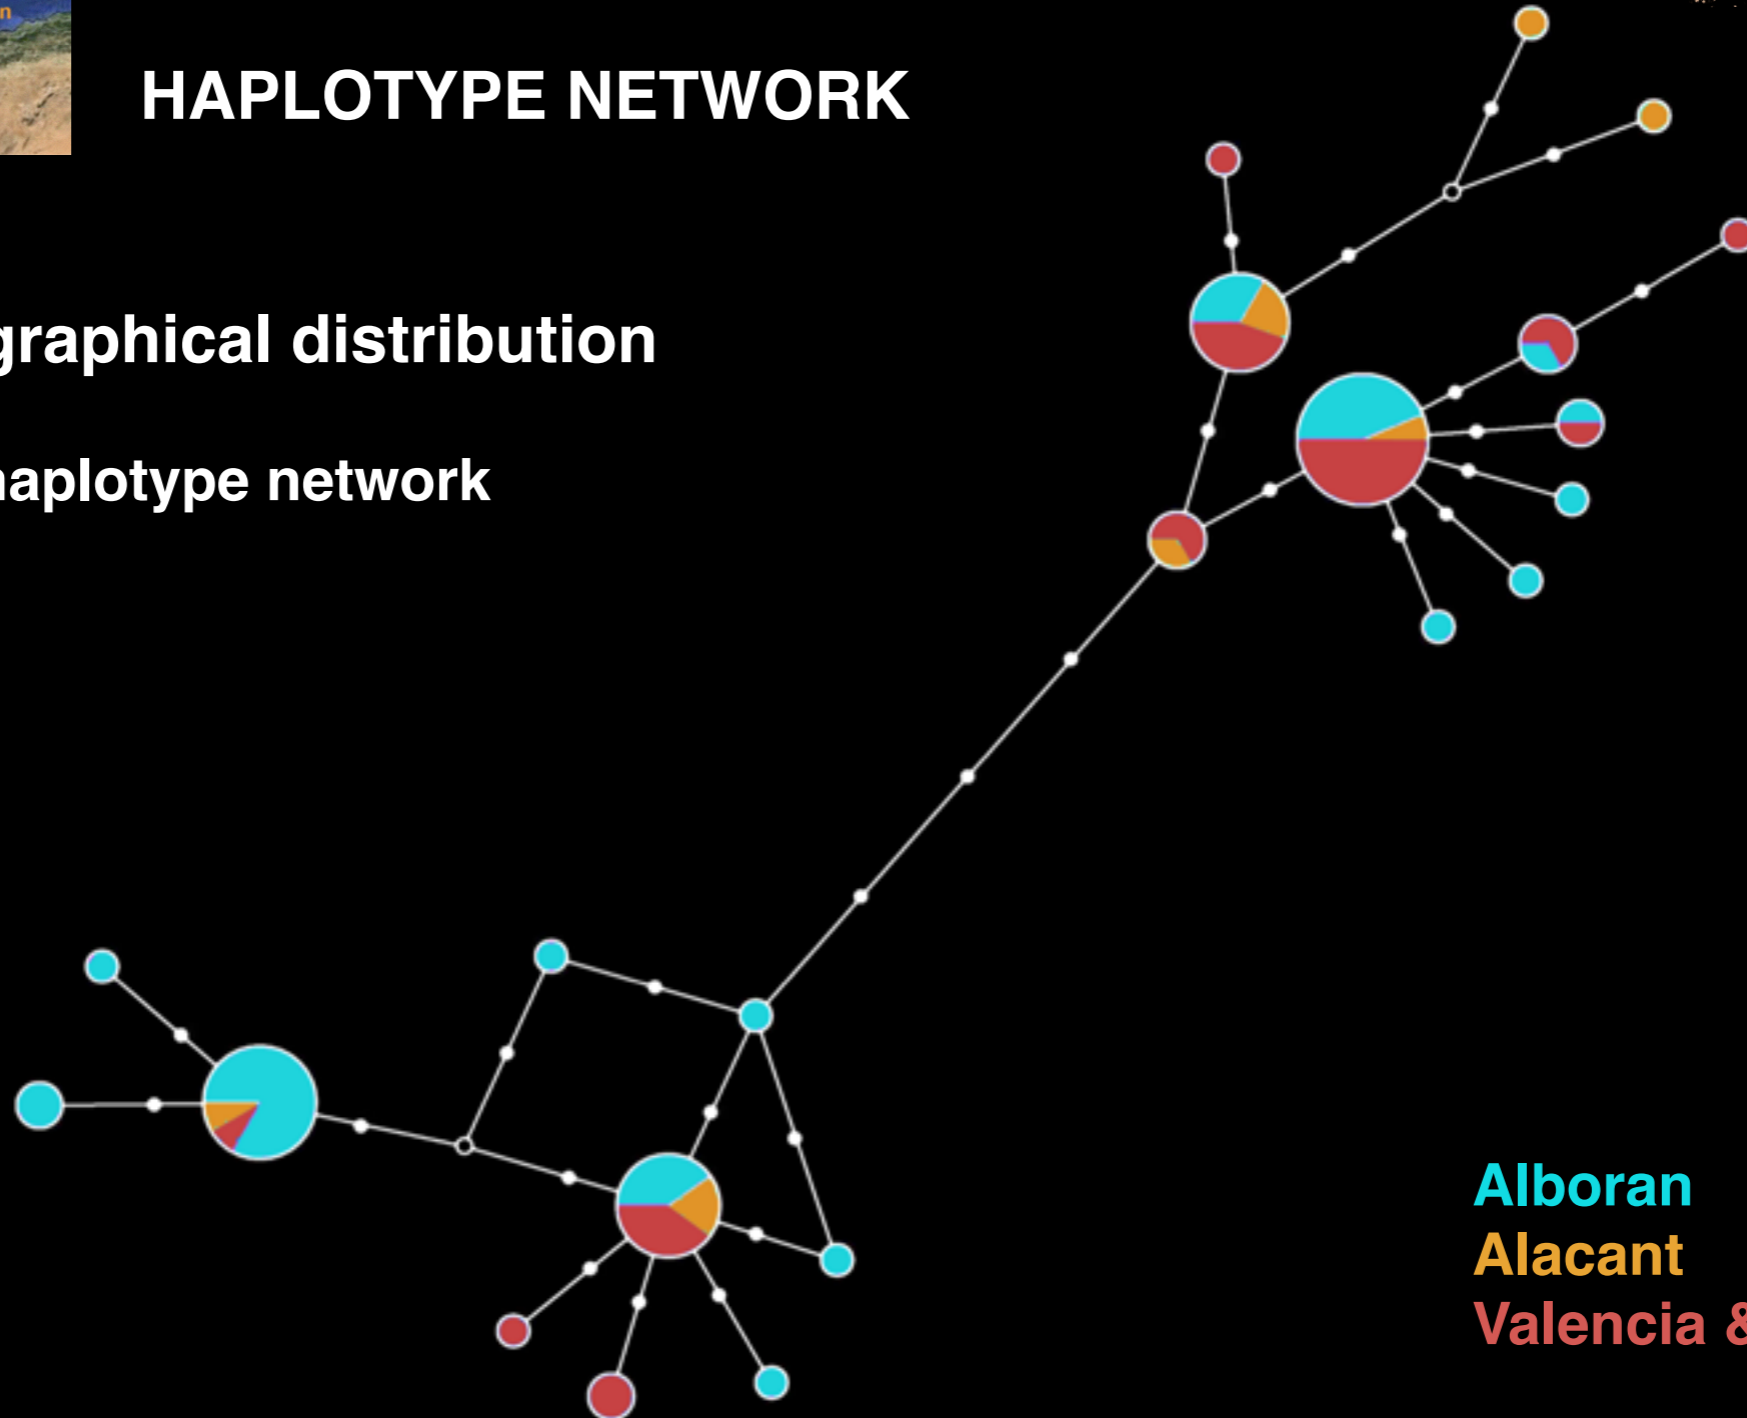 n
HAPLOTYPE NETWORK
graphical distribution
haplotype network
Alboran
Alacant
Valencia &